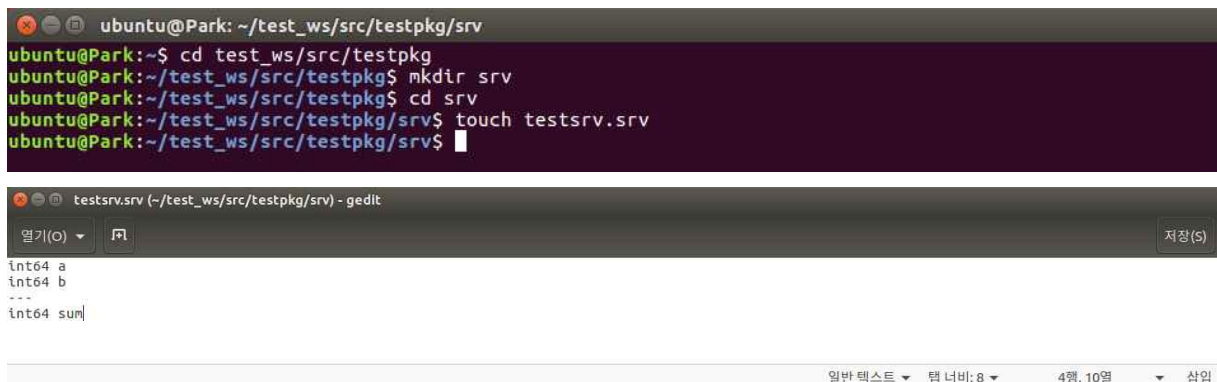 ubuntu@Park: ~/test_ws/src/testpkg/srv
ubuntu@Park:~$ cd test_ws/src/testpkg
ubuntu@Park:~/test_ws/src/testpkg$ mkdir srv
ubuntu@Park:~/test_ws/src/testpkg$ cd srv
ubuntu@Park:~/test_ws/src/testpkg/srv$ touch testsrv.srv
ubuntu@Park:~/test_ws/src/testpkg/srv$
testsrv.srv (~/test_ws/src/testpkg/srv) - gedit
열기(O) 저장(S)
int64 a
int64 b
---
int64 sum
일반 텍스트 탭 너비: 8 4행, 10열 삽입